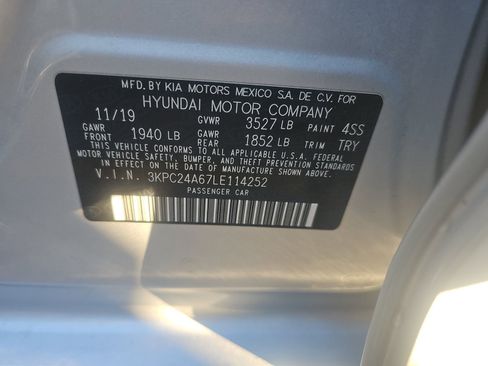 MFD. BY KIA MOTORS MEXICO S.A. DE C.V. FOR
HYUNDAI MOTOR COMPANY
11/19 GVWR 3527 LB PAINT 4SS
GAWR FRONT 1940 LB GAWR REAR 1852 LB TRIM TRY
THIS VEHICLE CONFORMS TO ALL APPLICABLE U.S.A. FEDERAL
MOTOR VEHICLE SAFETY, BUMPER, AND THEFT PREVENTION
STANDARDS IN EFFECT ON THE DATE OF MANUFACTURE SHOWN ABOVE.
V.I.N. 3KPC24A67LE114252
PASSENGER CAR